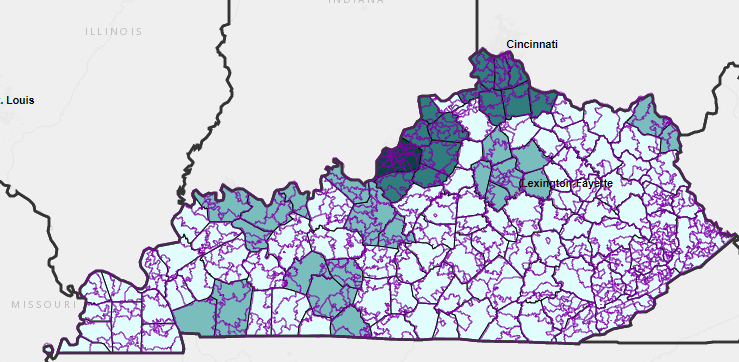 INDIANA
ILLINOIS
Cincinnati
t. Louis
(Lexington-Fayette
MISSOURI